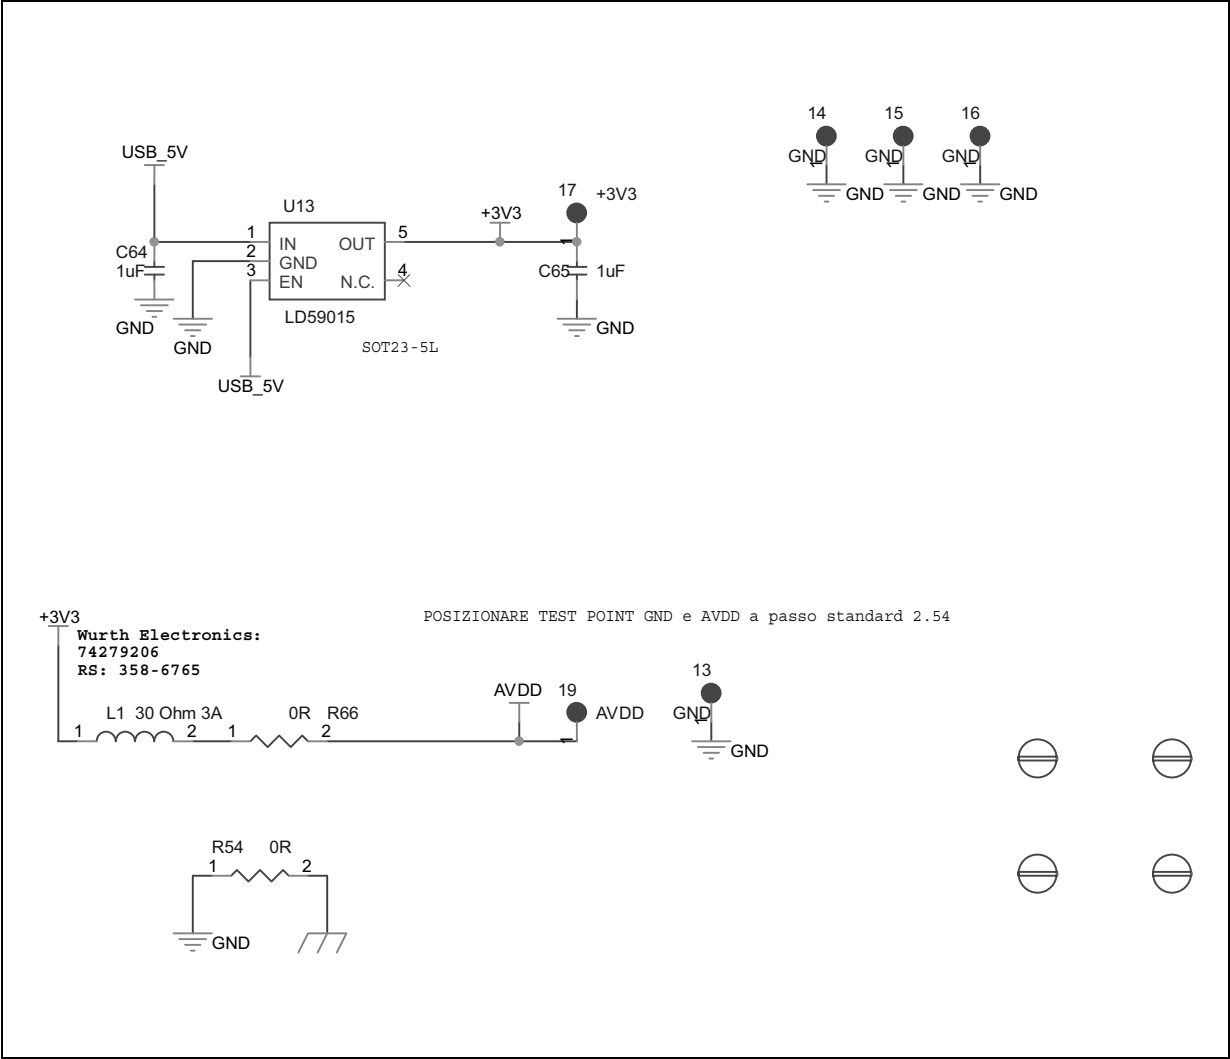 14 15 16
GND GND GND
GND GND GND
USB_5V
17 +3V3
U13
+3V3
1 IN OUT 5
C64
2 GND
1uF
3 EN N.C. 4
C65 1uF
GND
GND
LD59015
GND
SOT23-5L
USB_5V
POSIZIONARE TEST POINT GND e AVDD a passo standard 2.54
+3V3
Wurth Electronics:
74279206
RS: 358-6765
13
AVDD 19
L1 30 Ohm 3A 0R R66
AVDD GND
1 2 1 2 1
GND
R54 0R
1 2
GND